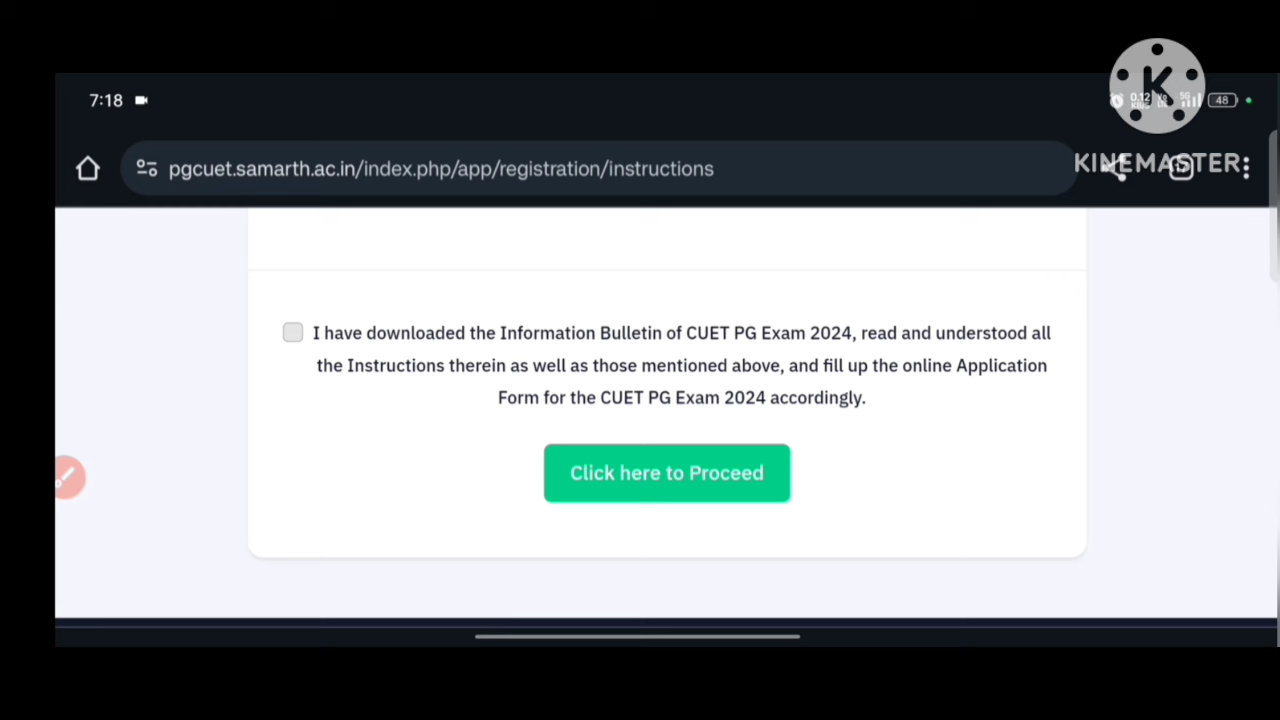 7:18
48
pgcuet.samarth.ac.in/index.php/app/registration/instructions
KINEMASTER
I have downloaded the Information Bulletin of CUET PG Exam 2024, read and understood all
the Instructions therein as well as those mentioned above, and fill up the online Application
Form for the CUET PG Exam 2024 accordingly.
Click here to Proceed